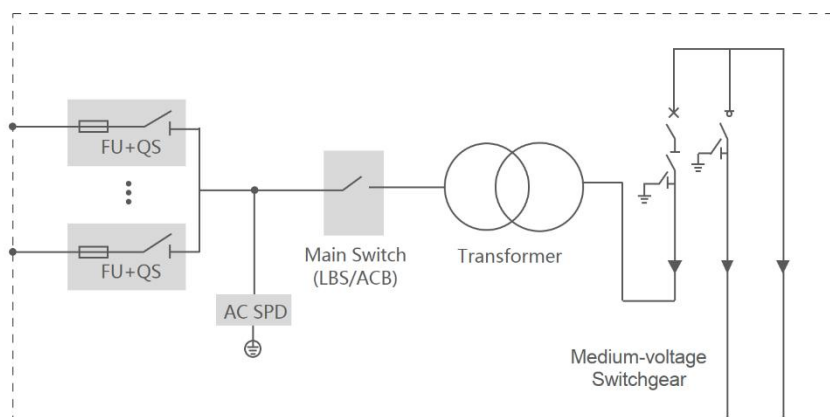 FU+QS
FU+QS
Main Switch
(LBS/ACB)
Transformer
AC SPD
Medium-voltage
Switchgear